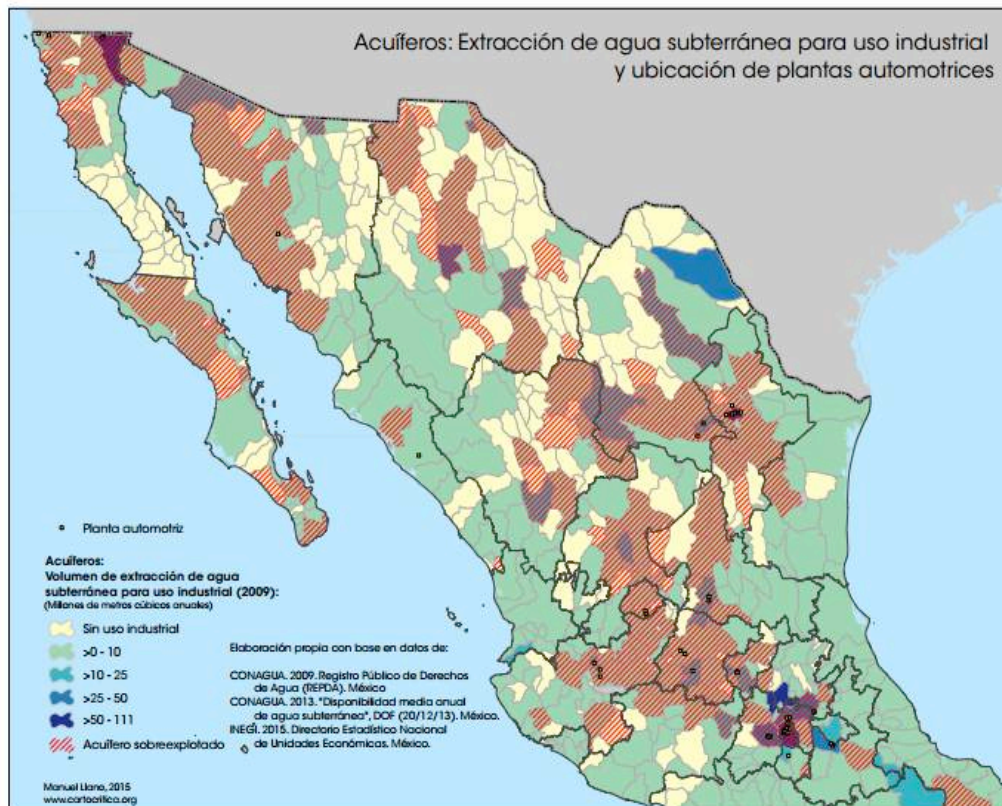 Acuíferos: Extracción de agua subterránea para uso industrial
y ubicación de plantas automotrices
Planta automotriz
Acuíferos:
Volumen de extracción de agua
subterránea para uso industrial (2009):
(Millones de metros cúbicos anuales)
Sin uso industrial
>0 - 10
>10 - 25
>25 - 50
>50 - 111
Acuífero sobreexplotado
Elaboración propia con base en datos de:
CONAGUA. 2009. Registro Público de Derechos
de Agua (REPDA). México
CONAGUA. 2013. "Disponibilidad media anual
de agua subterránea", DOF (20/12/13). México.
INEGI. 2015. Directorio Estadístico Nacional
de Unidades Económicas. México.
Manuel Llano, 2015
www.cartocritica.org